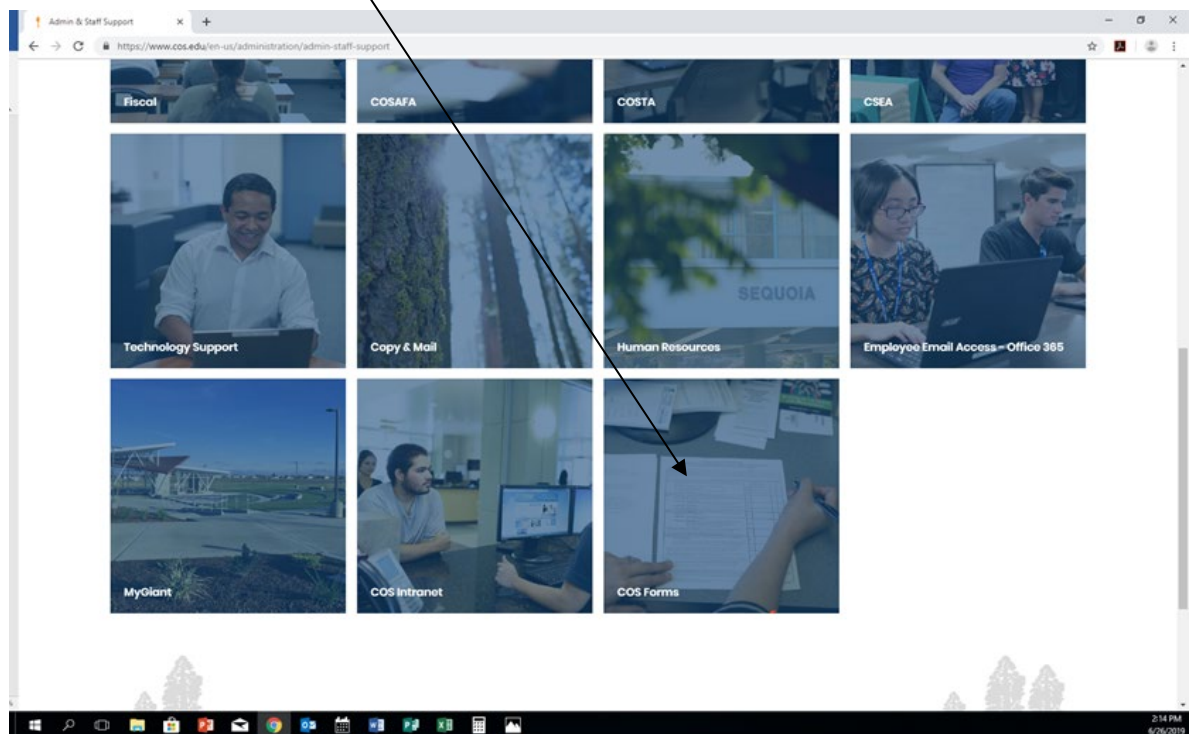 Admin & Staff Support
https://www.cos.edu/en-us/administration/admin-staff-support
Fiscal
COSAFA
COSTA
CSEA
SEQUOIA
Technology Support
Copy & Mail
Human Resources
Employee Email Access - Office 365
MyGiant
COS Intranet
COS Forms
2:14 PM
6/26/2019